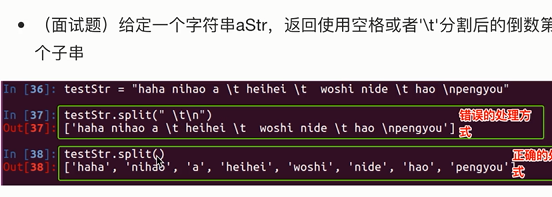 （面试题）给定一个字符串aStr，返回使用空格或者'\t'分割后的倒数第
个子串
In [36]: testStr = "haha nihao a \t heihei \t  woshi nide \t hao \npengyou"
In [37]: testStr.split(" \t\n")
错误的处理方
Out[37]: ['haha nihao a \t heihei \t  woshi nide \t hao \npengyou']
式
In [38]: testStr.split()
正确的处
Out[38]: ['haha', 'nihao', 'a', 'heihei', 'woshi', 'nide', 'hao', 'pengyou'
式